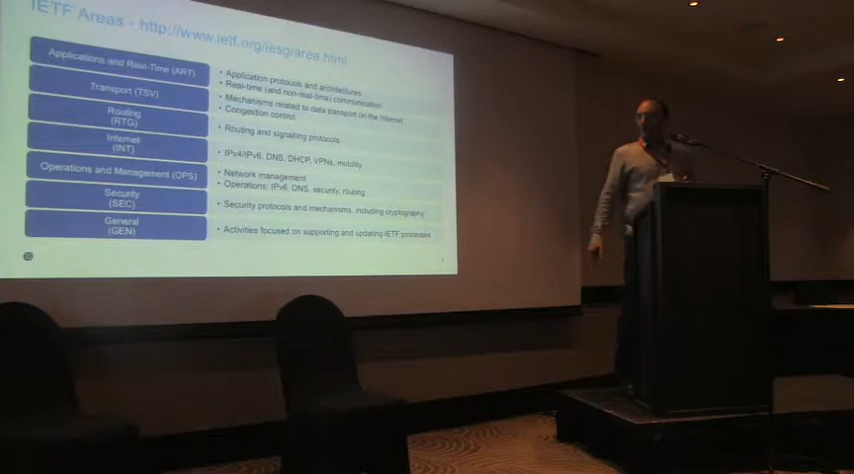 IETF Areas - http://www.ietf.org/iesg/area.html
Applications and Real-Time (ART)
• Application protocols and architectures
• Real-time (and non-real-time) communication
Transport (TSV)
• Mechanisms related to data transport on the Internet
• Congestion control
Routing
(RTG)
• Routing and signalling protocols
Internet
(INT)
• IPv4/IPv6, DNS, DHCP, VPNs, mobility
Operations and Management (OPS)
• Network management
• Operations: IPv6, DNS, security, routing
Security
(SEC)
• Security protocols and mechanisms, including cryptography
General
(GEN)
• Activities focused on supporting and updating IETF processes